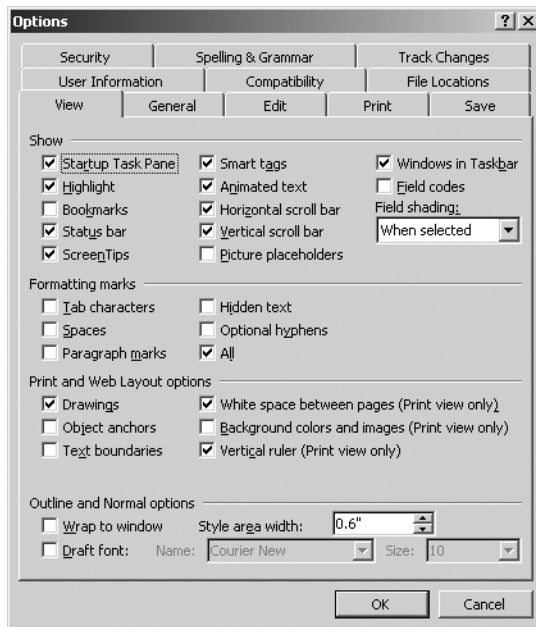 Options
Security Spelling & Grammar Track Changes
User Information Compatibility File Locations
View General Edit Print Save
Show
Startup Task Pane Smart tags Windows in Taskbar
Highlight Animated text Field codes
Bookmarks Horizontal scroll bar Field shading:
Status bar Vertical scroll bar When selected
ScreenTips Picture placeholders
Formatting marks
Tab characters Hidden text
Spaces Optional hyphens
Paragraph marks All
Print and Web Layout options
Drawings White space between pages (Print view only)
Object anchors Background colors and images (Print view only)
Text boundaries Vertical ruler (Print view only)
Outline and Normal options
Wrap to window Style area width: 0.6"
Draft font: Name: Courier New Size: 10
OK Cancel